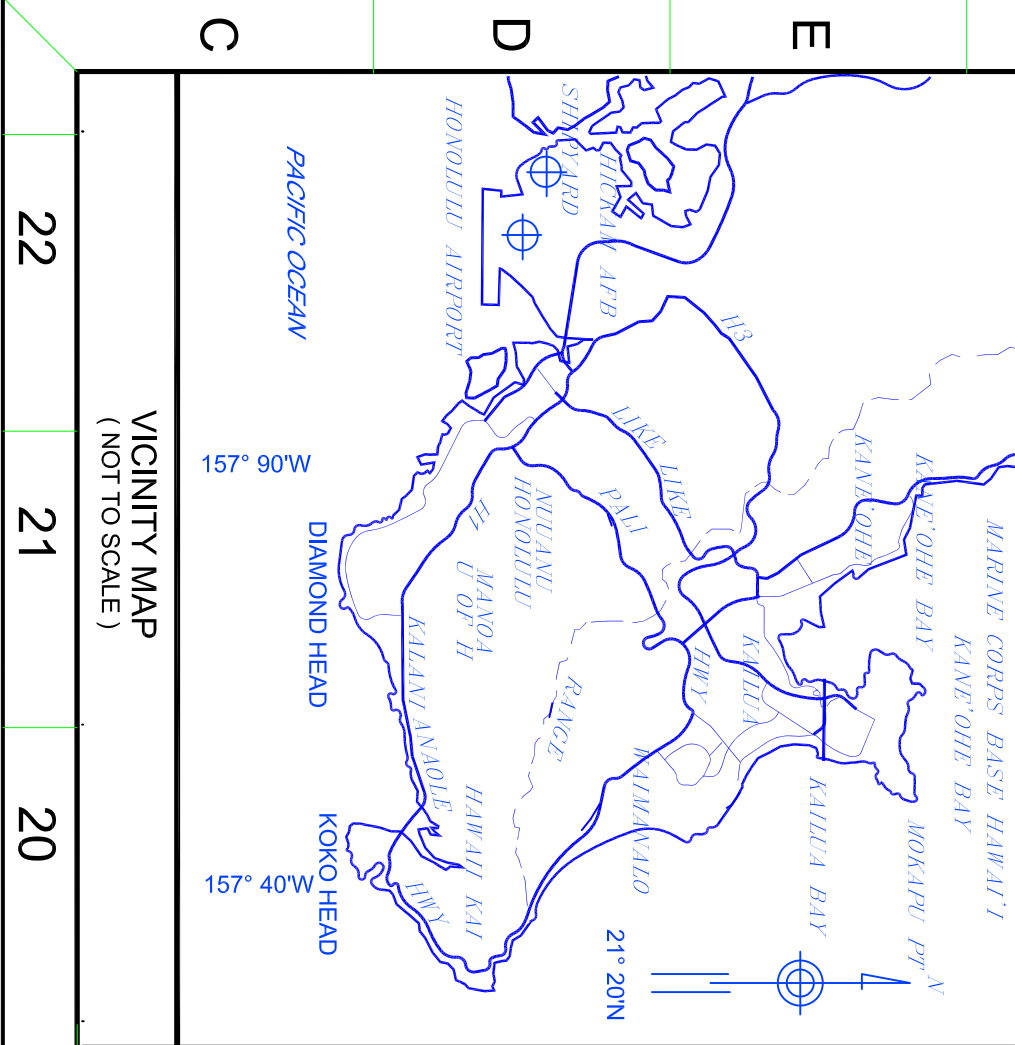 C
D
E
22
21
20
SHIPYARD
HICKAM AFB
HONOLULU AIRPORT
PACIFIC OCEAN
H3
LIKE LIKE
PALI
KANE'OHE
KANE'OHE BAY
MARINE CORPS BASE HAWAI'I
KANE'OHE BAY
157° 90'W
H1
NUUANU
HONOLULU
MANOA
U OF H
DIAMOND HEAD
KALANI ANAOLE
HWY
KAILUA
RANGE
WAIMANALO
HAWAII KAI
KAILUA BAY
MOKAPU PT
N
KOKO HEAD
157° 40'W
HWY
21° 20'N
VICINITY MAP
( NOT TO SCALE )